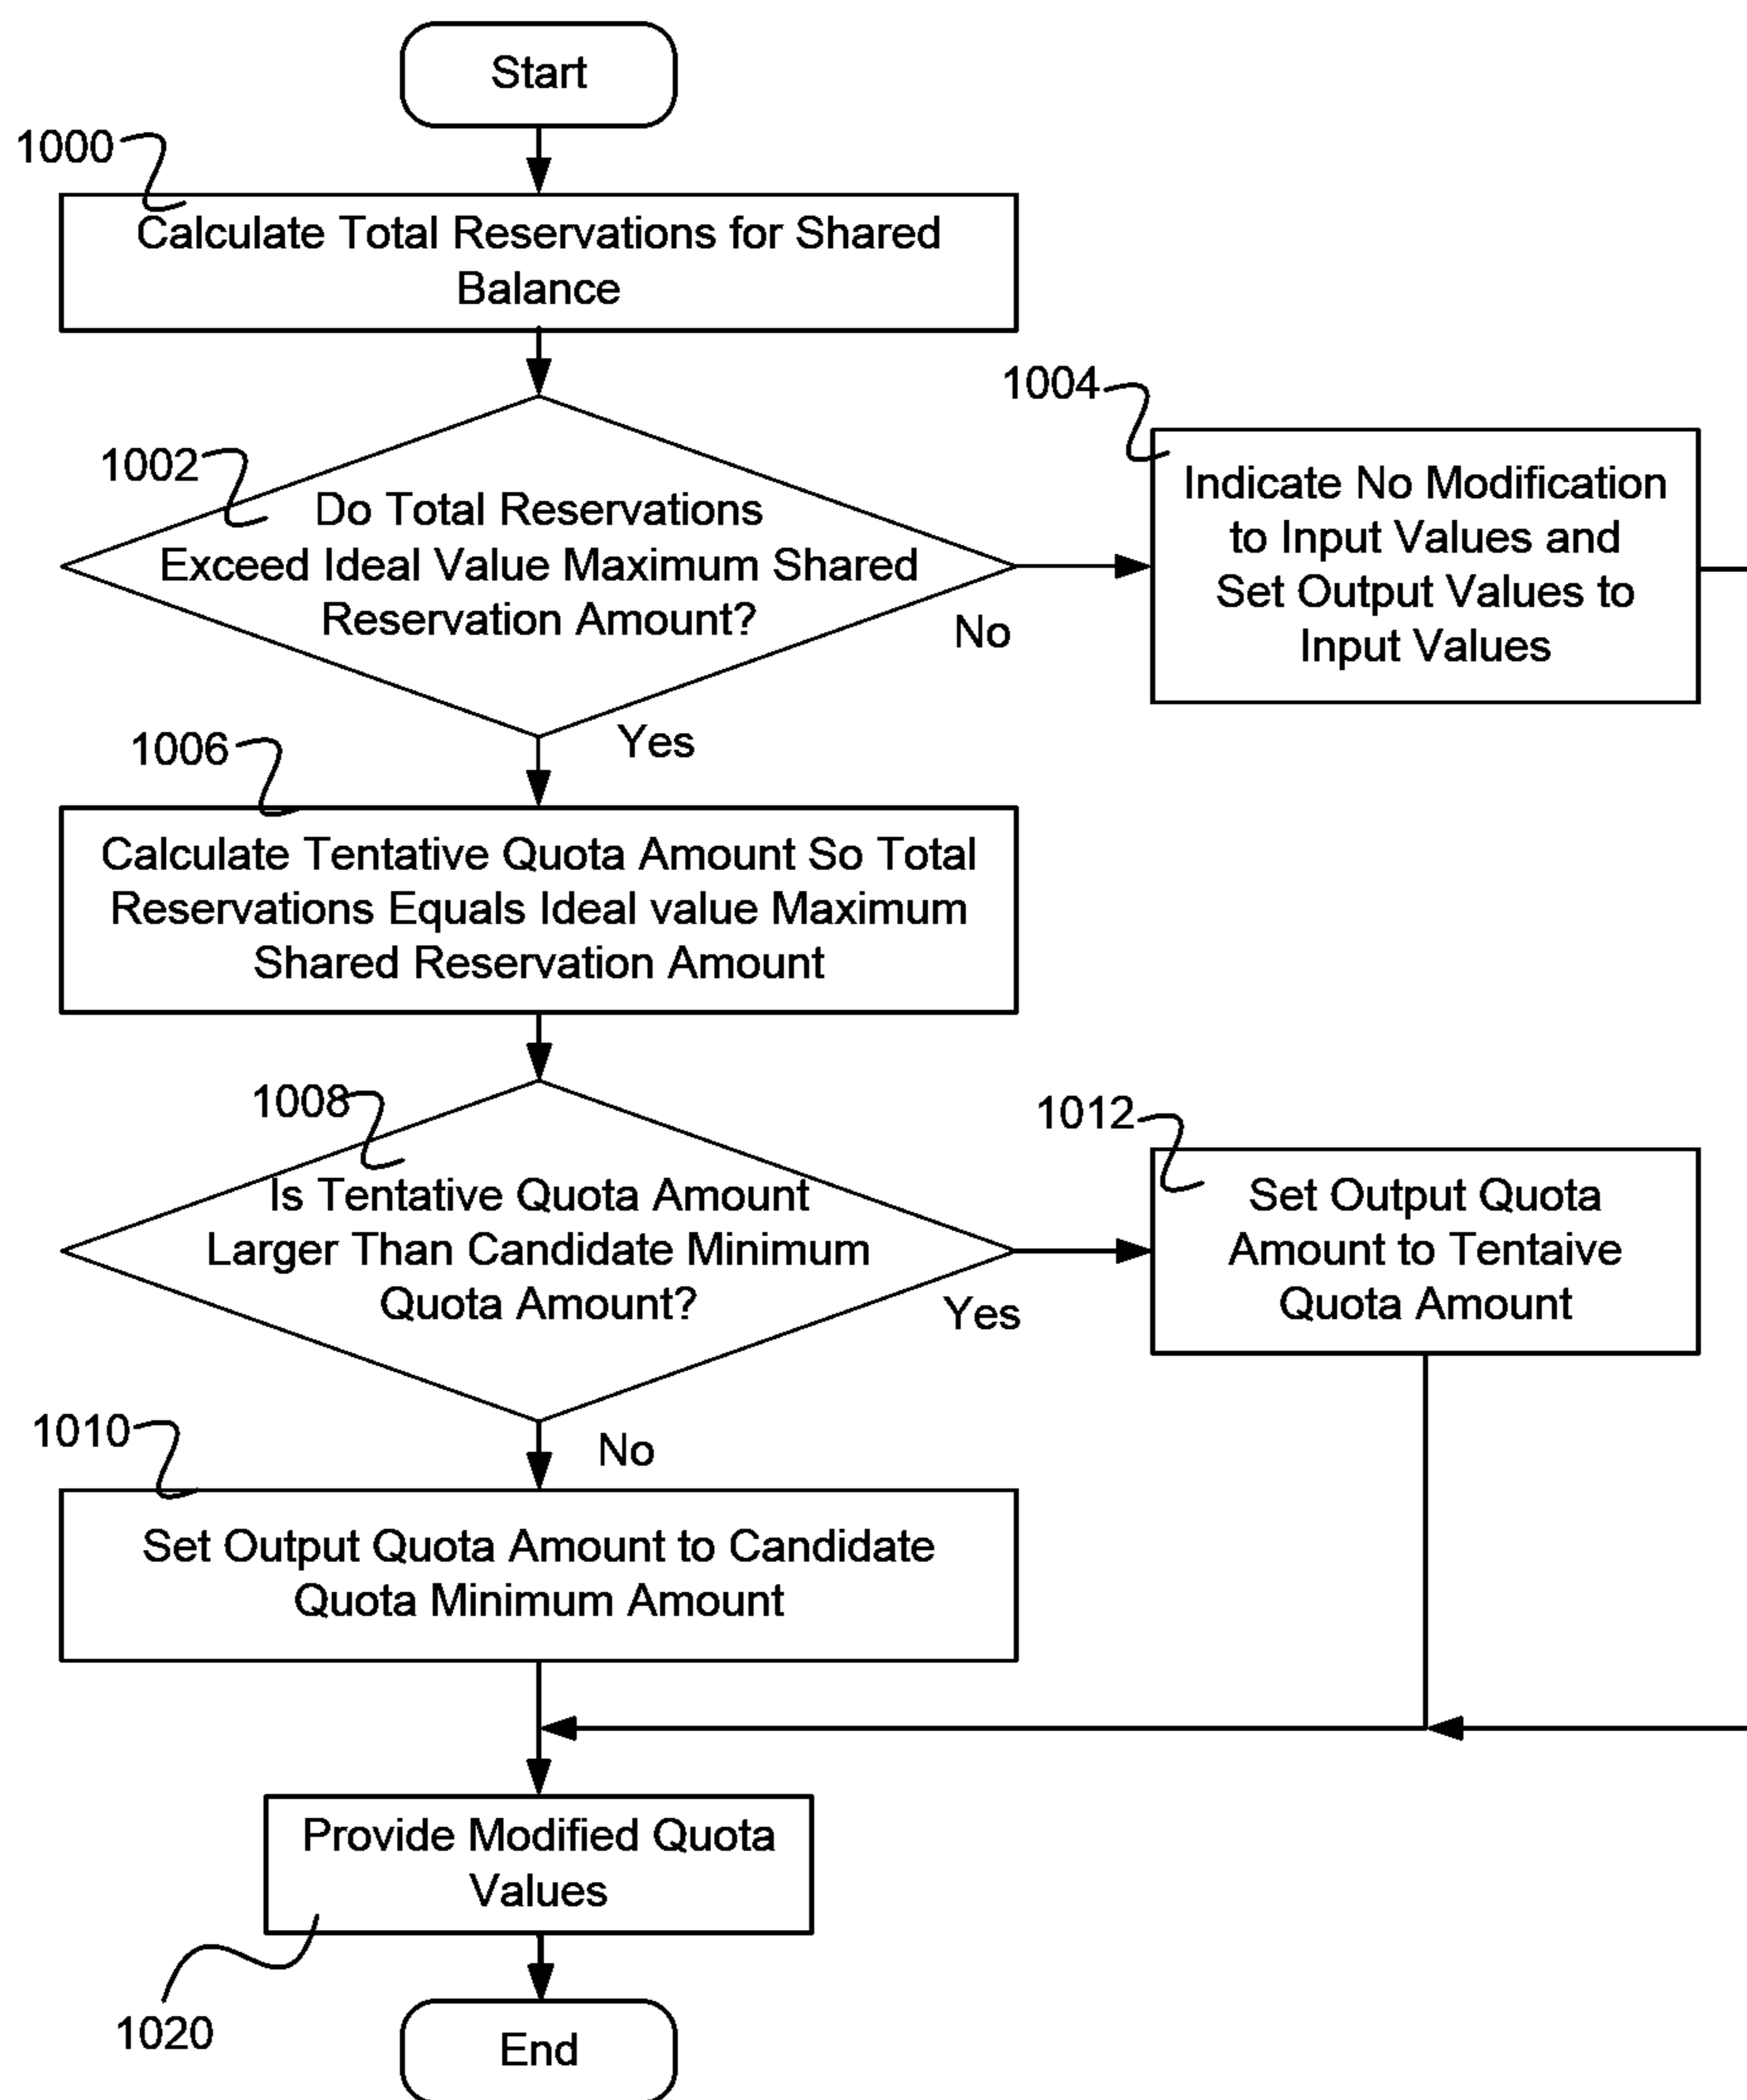 Start
1000
Calculate Total Reservations for Shared
Balance
1002
Do Total Reservations
Exceed Ideal Value Maximum Shared
Reservation Amount?
No
Yes
1004
Indicate No Modification
to Input Values and
Set Output Values to
Input Values
1006
Calculate Tentative Quota Amount So Total
Reservations Equals Ideal value Maximum
Shared Reservation Amount
1008
Is Tentative Quota Amount
Larger Than Candidate Minimum
Quota Amount?
Yes
No
1012
Set Output Quota
Amount to Tentaive
Quota Amount
1010
Set Output Quota Amount to Candidate
Quota Minimum Amount
Provide Modified Quota
Values
1020
End